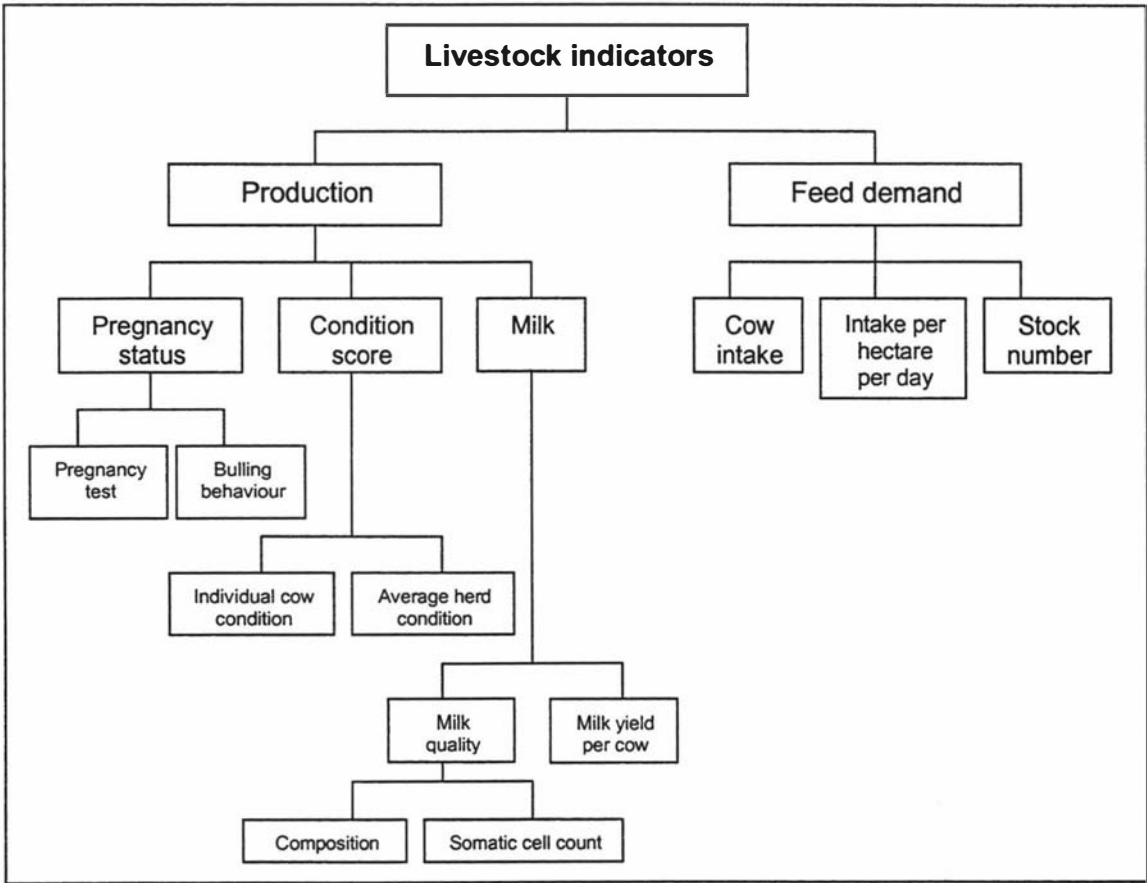 Livestock indicators
Production
Feed demand
Pregnancy
status
Condition
score
Milk
Cow
intake
Intake per
hectare
per day
Stock
number
Pregnancy
test
Bulling
behaviour
Individual cow
condition
Average herd
condition
Milk
quality
Milk yield
per cow
Composition
Somatic cell count